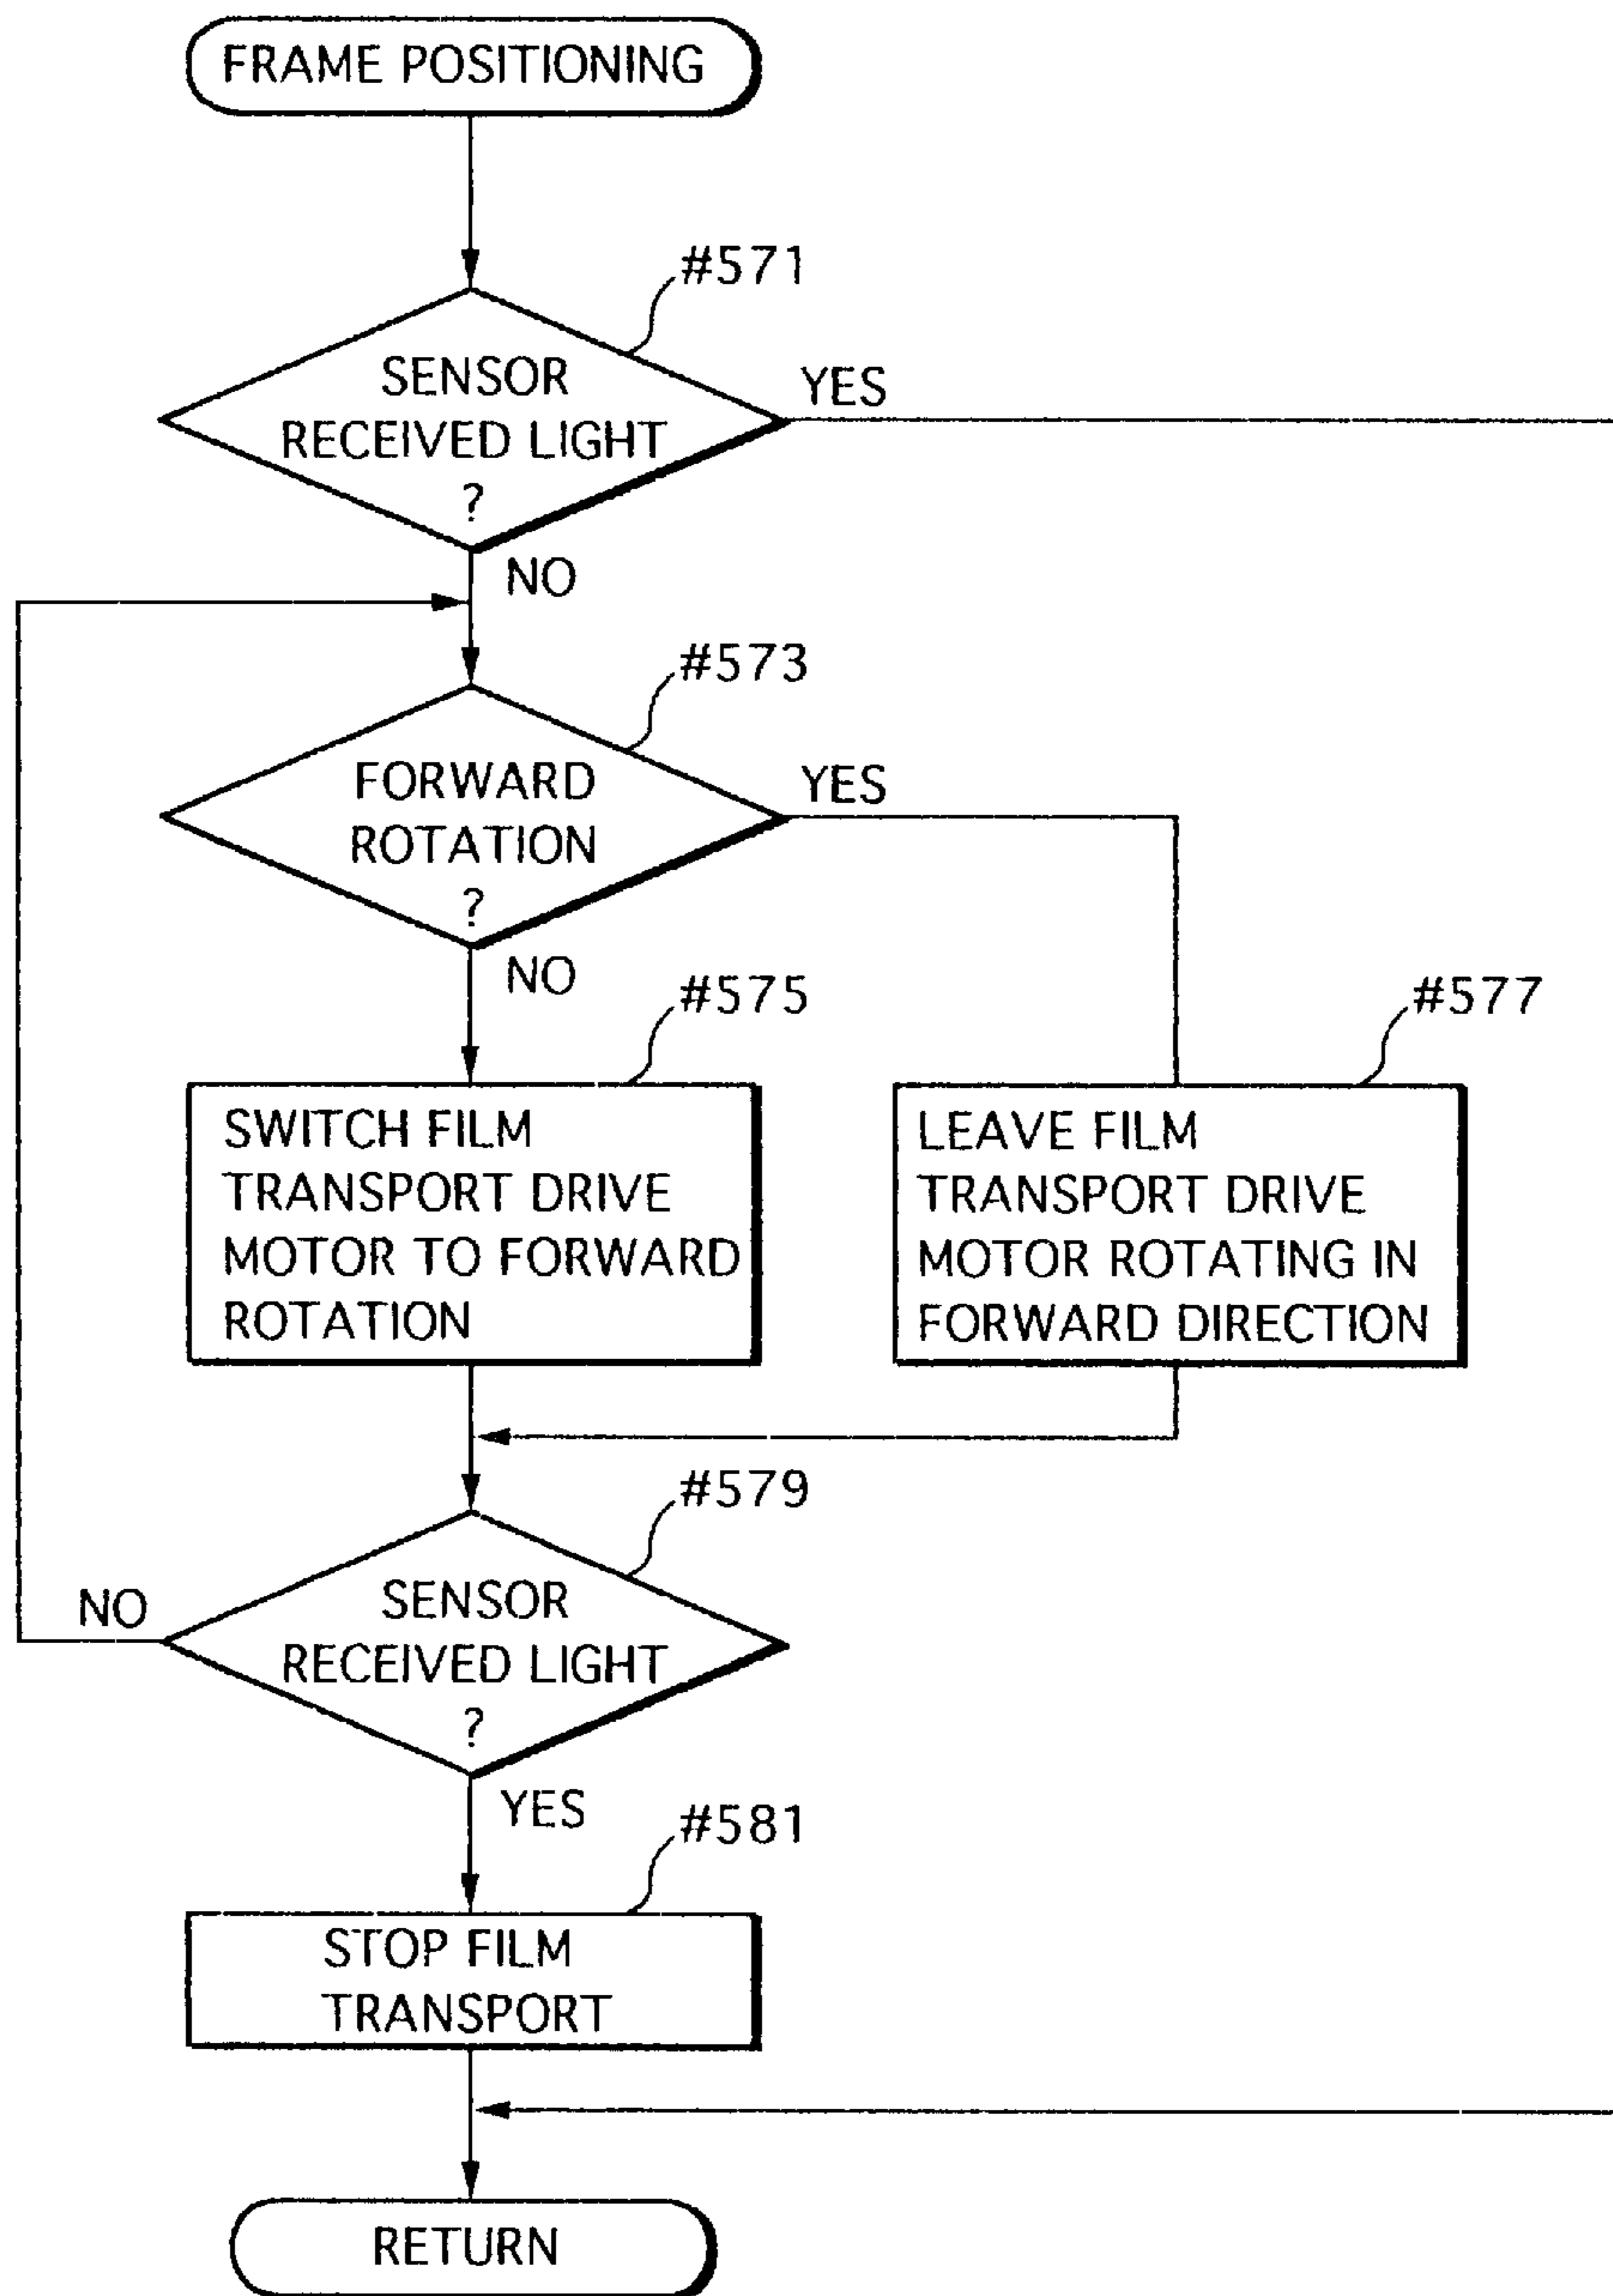 FRAME POSITIONING
#571
SENSOR
RECEIVED LIGHT
?
YES
NO
#573
FORWARD
ROTATION
?
YES
NO
#575
SWITCH FILM
TRANSPORT DRIVE
MOTOR TO FORWARD
ROTATION
#577
LEAVE FILM
TRANSPORT DRIVE
MOTOR ROTATING IN
FORWARD DIRECTION
#579
SENSOR
RECEIVED LIGHT
?
NO
YES
#581
STOP FILM
TRANSPORT
RETURN